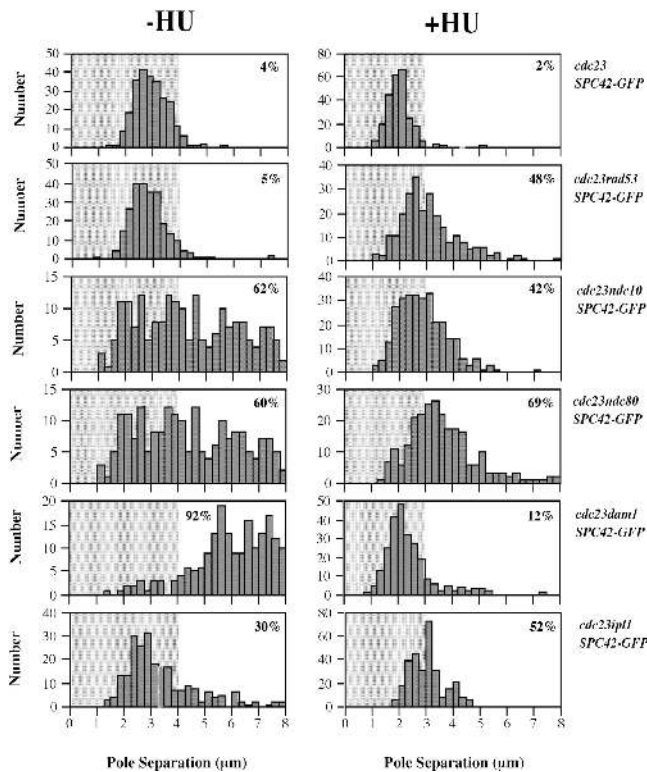 -HU +HU
50 40 30 20 10 0 Number 4%
80 60 40 20 0 2% cdc23
SPC42-GFP
50 40 30 20 10 0 Number 5%
40 30 20 10 0 48% cdc23rad53
SPC42-GFP
15 10 5 0 Number 62%
40 30 20 10 0 42% cdc23ndc10
SPC42-GFP
15 10 5 0 Number 60%
30 20 10 0 69% cdc23ndc80
SPC42-GFP
20 15 10 5 0 Number 92%
50 40 30 20 10 0 12% cdc23dam1
SPC42-GFP
40 30 20 10 0 Number 30%
80 60 40 20 0 52% cdc23ipl1
SPC42-GFP
0 1 2 3 4 5 6 7 8 0 1 2 3 4 5 6 7 8
Pole Separation (μm) Pole Separation (μm)